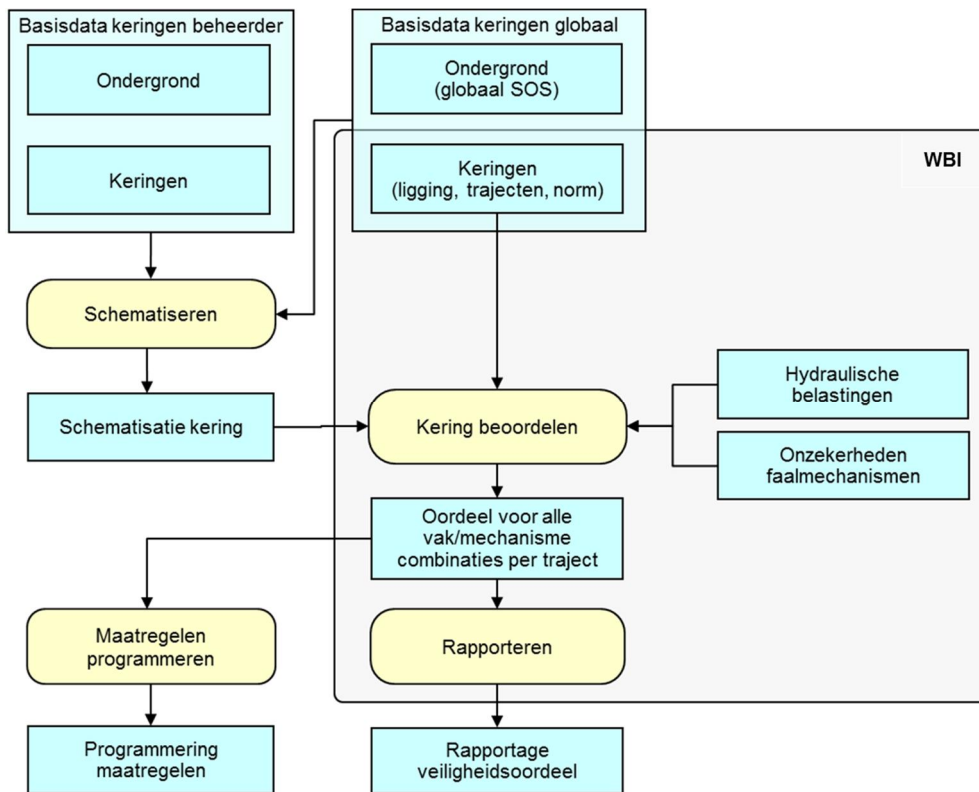 Basisdata keringen beheerder
Ondergrond
Keringen
Basisdata keringen globaal
Ondergrond
(globaal SOS)
Keringen
(ligging, trajecten, norm)
WBI
Schematiseren
Schematisatie kering
Kering beoordelen
Hydraulische
belastingen
Onzekerheden
faalmechanismen
Oordeel voor alle
vak/mechanisme
combinaties per traject
Maatregelen
programmeren
Rapporteren
Programmering
maatregelen
Rapportage
veiligheidsoordeel